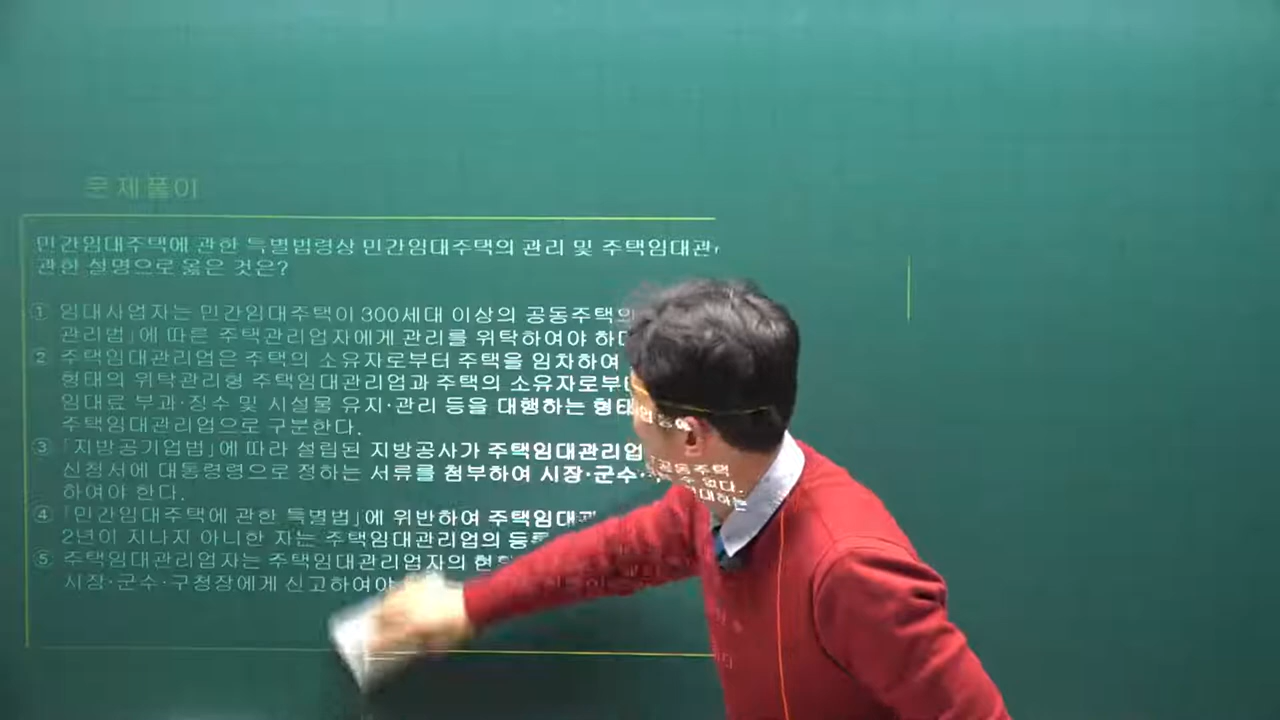 문제풀이
민간임대주택에 관한 특별법령상 민간임대주택의 관리 및 주택임대관
관한 설명으로 옳은 것은?
① 임대사업자는 민간임대주택이 300세대 이상의 공동주택의
관리법」에 따른 주택관리업자에게 관리를 위탁하여야 하
② 주택임대관리업은 주택의 소유자로부터 주택을 임차하여
형태의 위탁관리형 주택임대관리업과 주택의 소유자로부
임대료 부과·징수 및 시설물 유지·관리 등을 대행하는 형태
주택임대관리업으로 구분한다.
③ 「지방공기업법」에 따라 설립된 지방공사가 주택임대관리업
공동주택
신청서에 대통령령으로 정하는 서류를 첨부하여 시장·군수·
수 없다.
하여야 한다.
대하는
④ 「민간임대주택에 관한 특별법」에 위반하여 주택임대
2년이 지나지 아니한 자는 주택임대관리업의 등록
⑤ 주택임대관리업자는 주택임대관리업자의 현
시장·군수·구청장에게 신고하여야